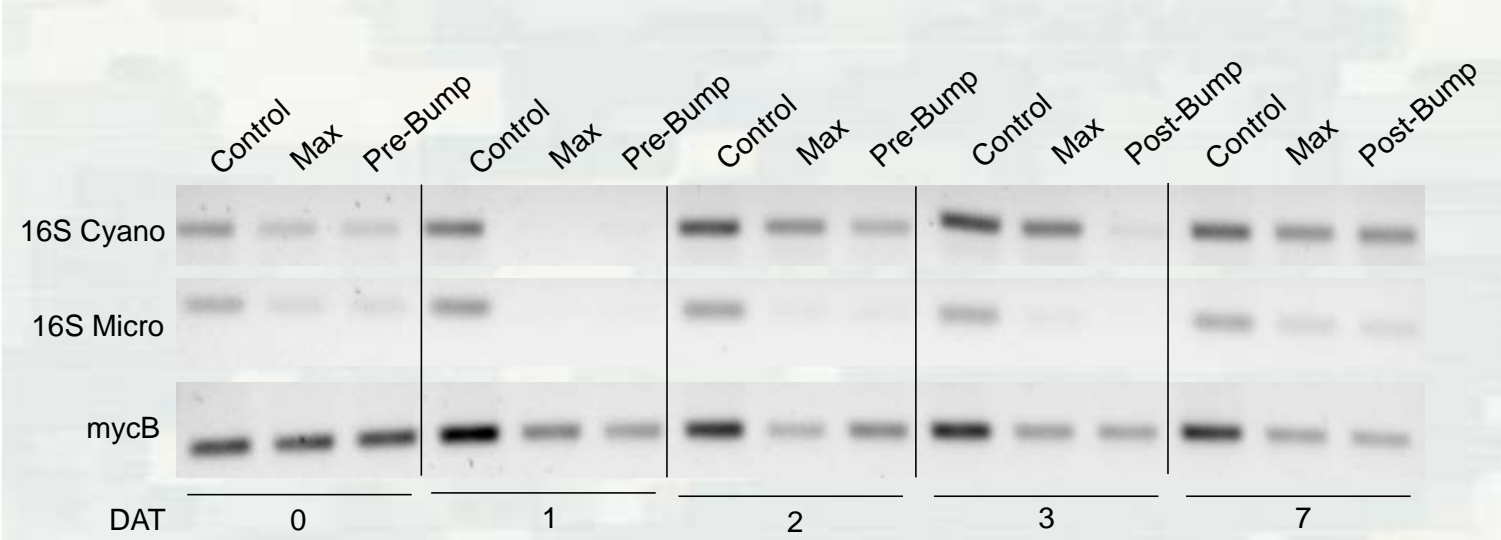 Control Max Pre-Bump Control Max Pre-Bump Control Max Pre-Bump Control Max Post-Bump Control Max Post-Bump
16S Cyano
16S Micro
mycB
DAT 0 1 2 3 7